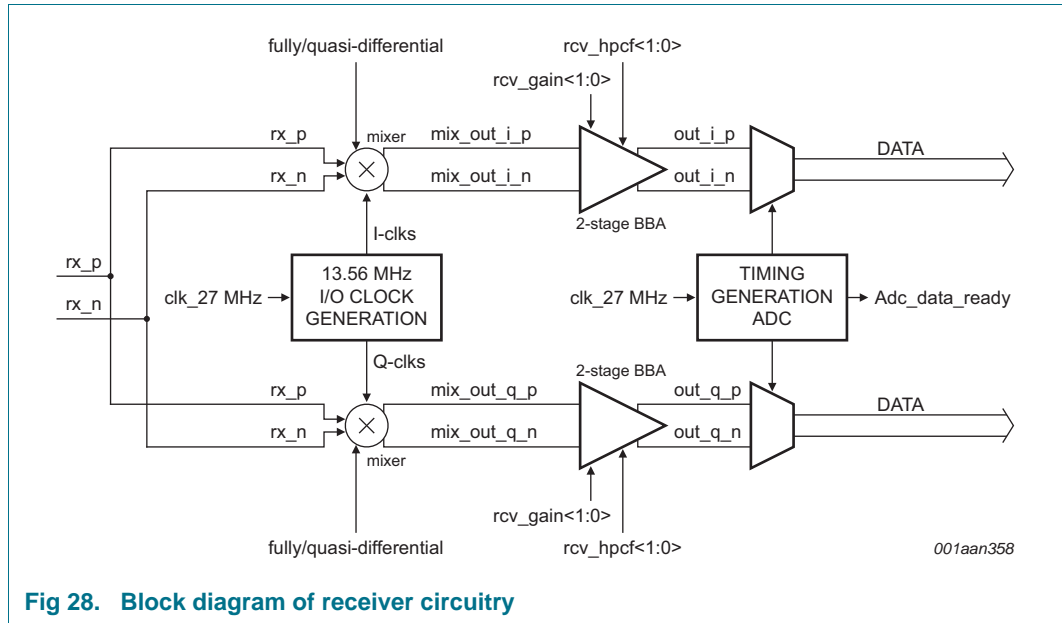 fully/quasi-differential
rcv_hpcf<1:0>
rcv_gain<1:0>
rx_p
mixer
mix_out_i_p
out_i_p
DATA
rx_n
mix_out_i_n
out_i_n
2-stage BBA
I-clks
rx_p
rx_n
clk_27 MHz
13.56 MHz
I/O CLOCK
GENERATION
clk_27 MHz
TIMING
GENERATION
ADC
Adc_data_ready
Q-clks
2-stage BBA
rx_p
mix_out_q_p
out_q_p
DATA
rx_n
mix_out_q_n
out_q_n
mixer
rcv_gain<1:0>
fully/quasi-differential
rcv_hpcf<1:0>
001aan358
Fig 28. Block diagram of receiver circuitry